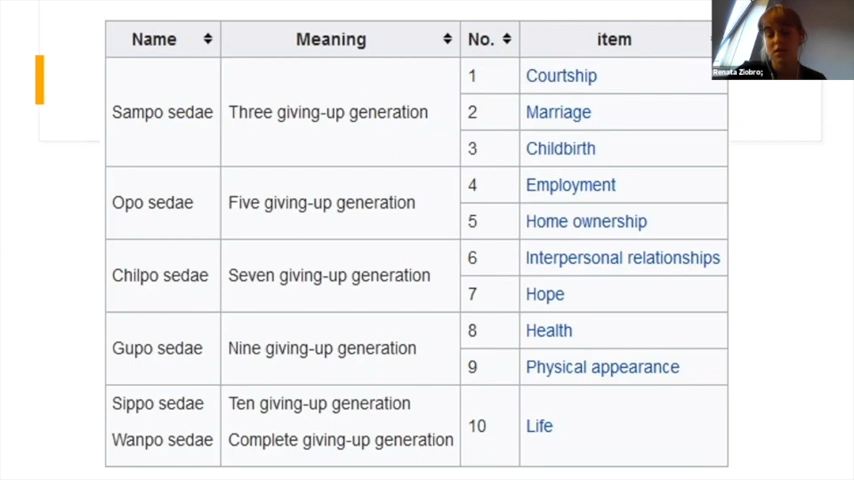 Name Meaning No. item
Sampo sedae Three giving-up generation 1 Courtship
2 Marriage
3 Childbirth
Opo sedae Five giving-up generation 4 Employment
5 Home ownership
Chilpo sedae Seven giving-up generation 6 Interpersonal relationships
7 Hope
Gupo sedae Nine giving-up generation 8 Health
9 Physical appearance
Sippo sedae Ten giving-up generation 10 Life
Wanpo sedae Complete giving-up generation
Renata Ziobro;